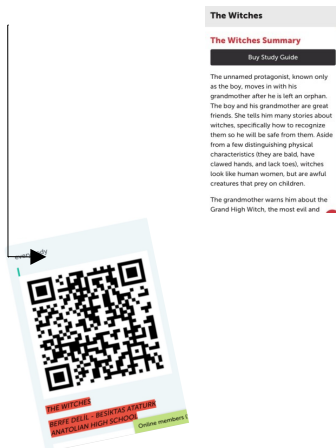 The Witches
The Witches Summary
Buy Study Guide
The unnamed protagonist, known only
as the boy, moves in with his
grandmother after he is left an orphan.
The boy and his grandmother are great
friends. She tells him many stories about
witches, specifically how to recognize
them so he will be safe from them. Aside
from a few distinguishing physical
characteristics (they are bald, have
clawed hands, and lack toes), witches
look like human women, but are awful
creatures that prey on children.
The grandmother warns him about the
Grand High Witch, the most evil and
THE WITCHES
BERFE DELİL - BEŞİKTAŞ ATATÜRK
ANATOLIAN HIGH SCHOOL
Online members (